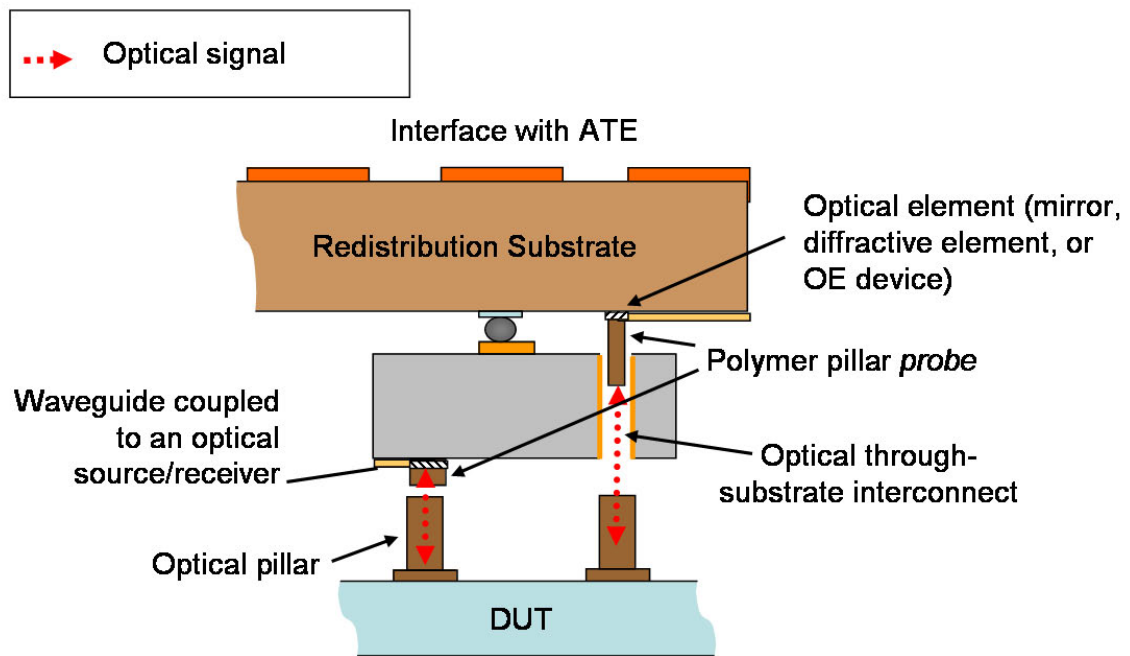 Optical signal
Interface with ATE
Redistribution Substrate
Optical element (mirror,
diffractive element, or
OE device)
Polymer pillar probe
Waveguide coupled
to an optical
source/receiver
Optical through-
substrate interconnect
Optical pillar
DUT